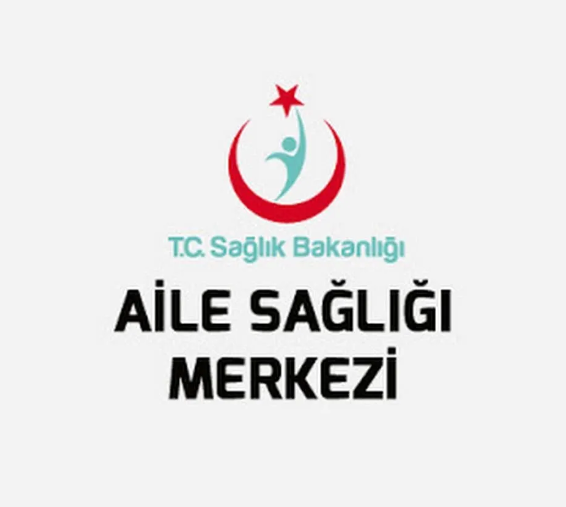 T.C. Sağlık Bakanlığı
AİLE SAĞLIĞI
MERKEZİ